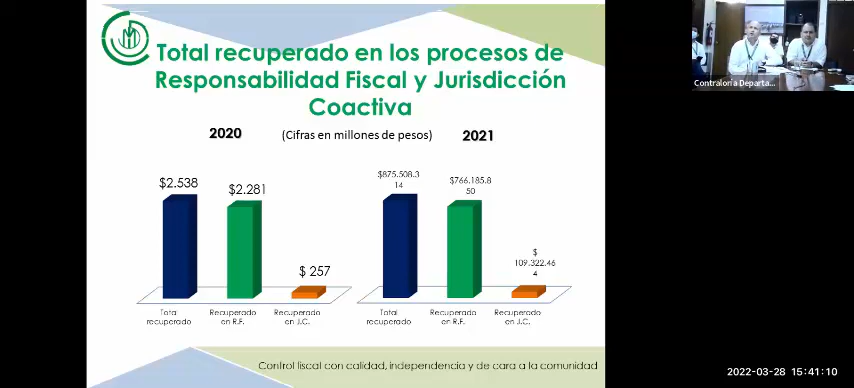 Total recuperado en los procesos de
Responsabilidad Fiscal y Jurisdicción
Coactiva
2020
(Cifras en millones de pesos)
2021
$2.538
$2.281
$ 257
Total
recuperado
Recuperado
en R.F.
Recuperado
en J.C.
$875.508.3
14
$766.185.8
50
$
109.322.46
4
Total
recuperado
Recuperado
en R.F.
Recuperado
en J.C.
Control fiscal con calidad, independencia y de cara a la comunidad
Contraloría Departa...
2022-03-28 15:41:10